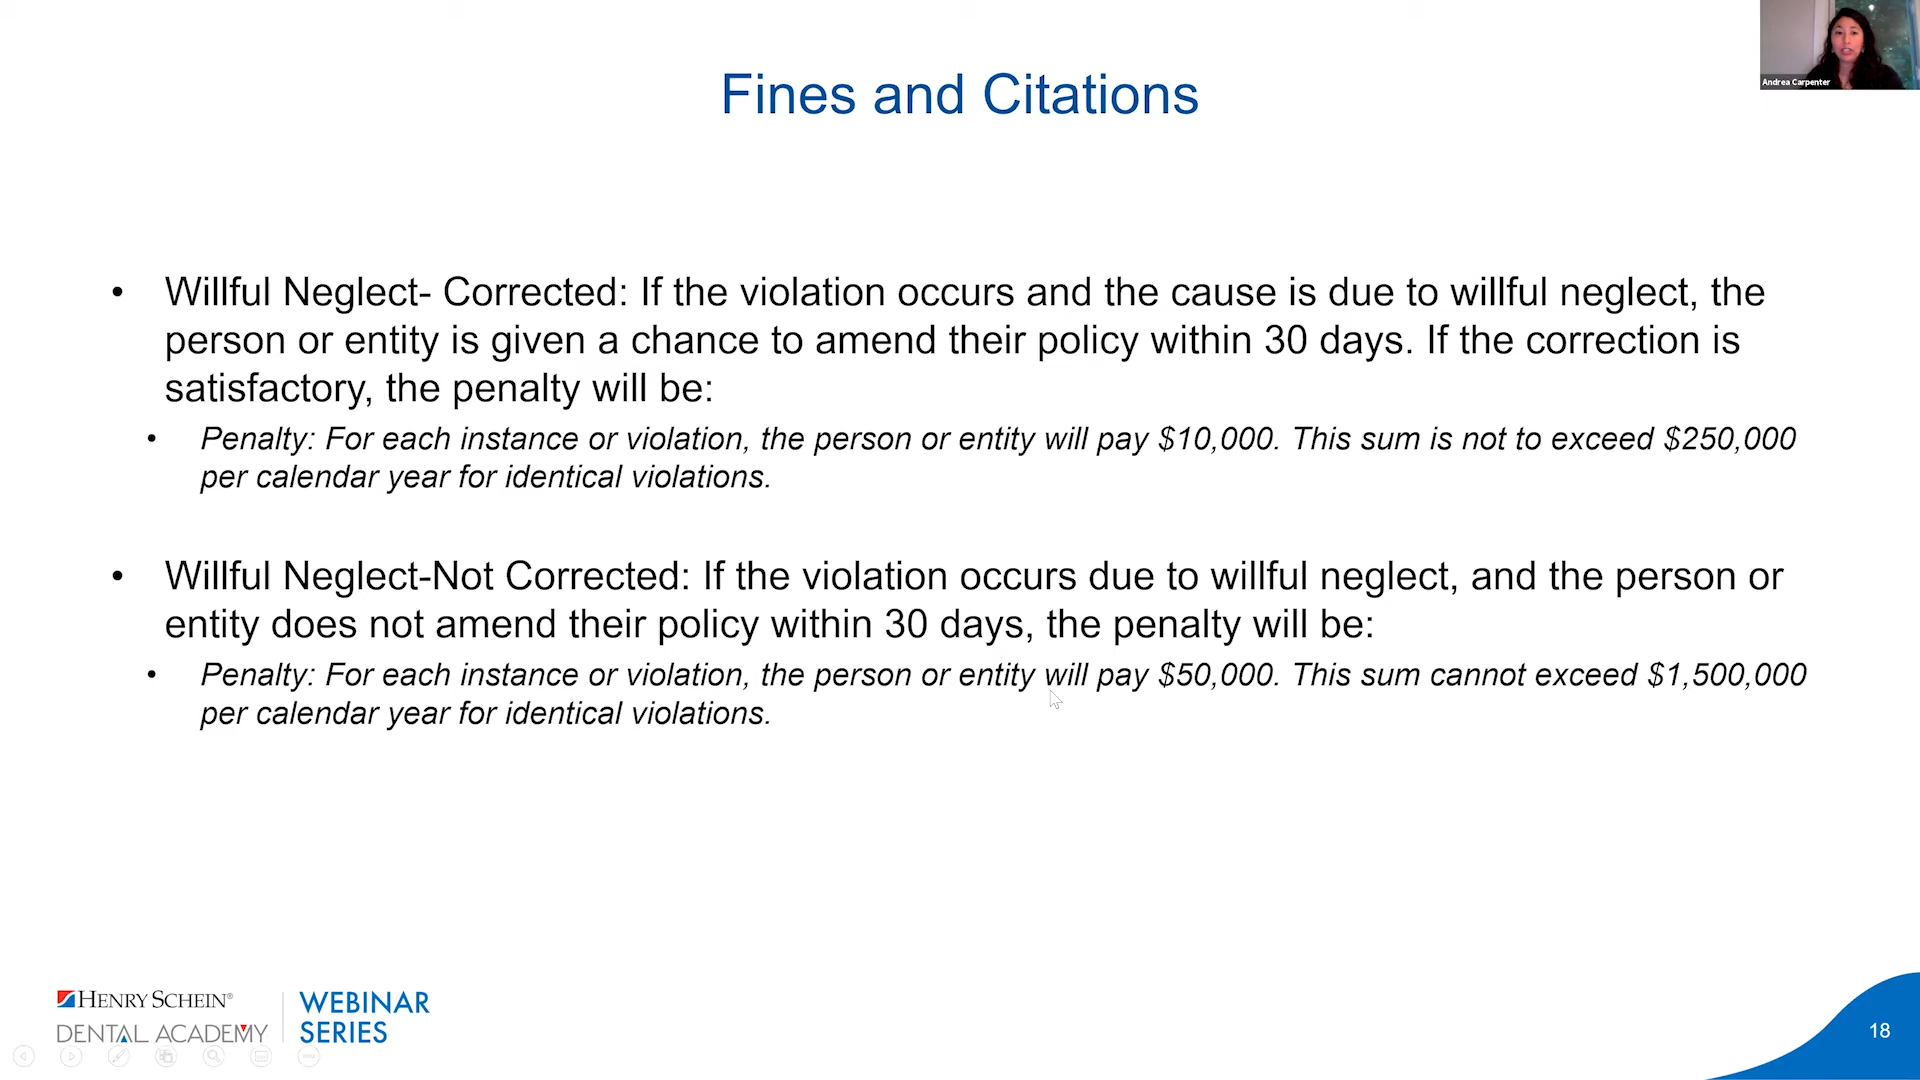 Andrea Carpenter
Fines and Citations
• Willful Neglect- Corrected: If the violation occurs and the cause is due to willful neglect, the
person or entity is given a chance to amend their policy within 30 days. If the correction is
satisfactory, the penalty will be:
• Penalty: For each instance or violation, the person or entity will pay $10,000. This sum is not to exceed $250,000
per calendar year for identical violations.
• Willful Neglect-Not Corrected: If the violation occurs due to willful neglect, and the person or
entity does not amend their policy within 30 days, the penalty will be:
• Penalty: For each instance or violation, the person or entity will pay $50,000. This sum cannot exceed $1,500,000
per calendar year for identical violations.
HENRY SCHEIN®
DENTAL ACADEMY
WEBINAR
SERIES
18